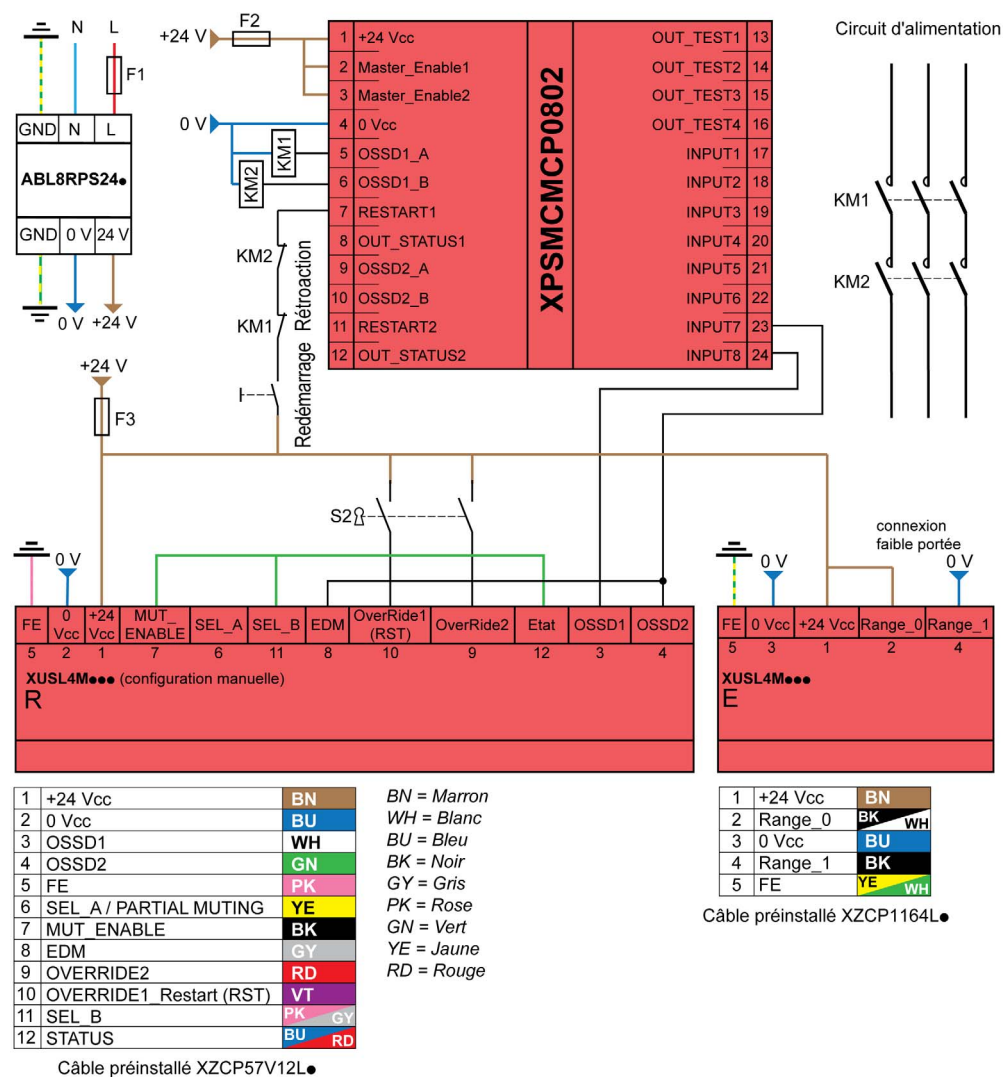 N L
F1
GND N L
ABL8RPS24●
GND 0 V 24 V
0 V +24 V
+24 V
F2
0 V
KM1
KM2
1 +24 Vcc
2 Master_Enable1
3 Master_Enable2
4 0 Vcc
5 OSSD1_A
6 OSSD1_B
7 RESTART1
8 OUT_STATUS1
9 OSSD2_A
10 OSSD2_B
11 RESTART2
12 OUT_STATUS2
XPSMCMCP0802
OUT_TEST1 13
OUT_TEST2 14
OUT_TEST3 15
OUT_TEST4 16
INPUT1 17
INPUT2 18
INPUT3 19
INPUT4 20
INPUT5 21
INPUT6 22
INPUT7 23
INPUT8 24
Circuit d'alimentation
KM1
KM2
KM2
KM1
Rétroaction
Redémarrage
+24 V
F3
S2
0 V
FE 0 Vcc +24 Vcc MUT_ENABLE SEL_A SEL_B EDM OverRide1 (RST) OverRide2 Etat OSSD1 OSSD2
5 2 1 7 6 11 8 10 9 12 3 4
XUSL4M●●● (configuration manuelle)
R
connexion
faible portée
0 V
0 V
FE 0 Vcc +24 Vcc Range_0 Range_1
5 3 1 2 4
XUSL4M●●●
E
1 +24 Vcc BN
2 0 Vcc BU
3 OSSD1 WH
4 OSSD2 GN
5 FE PK
6 SEL_A / PARTIAL MUTING YE
7 MUT_ENABLE BK
8 EDM GY
9 OVERRIDE2 RD
10 OVERRIDE1_Restart (RST) VT
11 SEL_B PK GY
12 STATUS BU RD
Câble préinstallé XZCP57V12L●
BN = Marron
WH = Blanc
BU = Bleu
BK = Noir
GY = Gris
PK = Rose
GN = Vert
YE = Jaune
RD = Rouge
1 +24 Vcc BN
2 Range_0 BK WH
3 0 Vcc BU
4 Range_1 BK
5 FE YE WH
Câble préinstallé XZCP1164L●